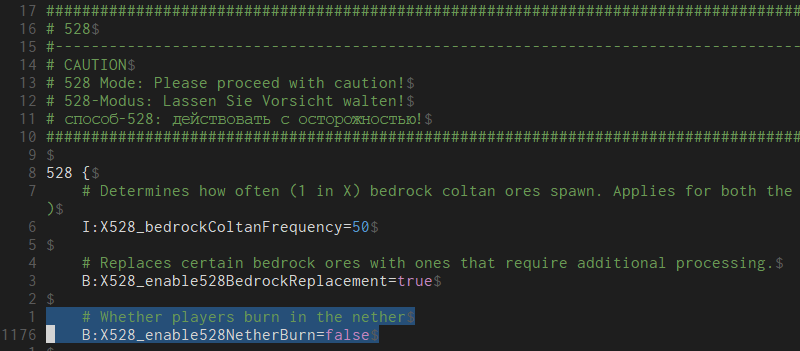 17 ################################################################################
16 # 528$
15 #--------------------------------------------------------------------------------
14 # CAUTION$
13 # 528 Mode: Please proceed with caution!$
12 # 528-Modus: Lassen Sie Vorsicht walten!$
11 # способ-528: действовать с осторожностью!$
10 ################################################################################
9 $
8 528 {$
7     # Determines how often (1 in X) bedrock coltan ores spawn. Applies for both the
)$
6     I:X528_bedrockColtanFrequency=50$
5 $
4     # Replaces certain bedrock ores with ones that require additional processing.$
3     B:X528_enable528BedrockReplacement=true$
2 $
1     # Whether players burn in the nether$
1176     B:X528_enable528NetherBurn=false$
1 $